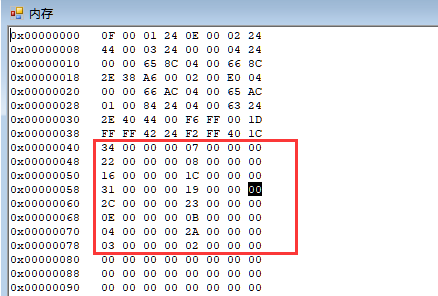 内存
0x00000000 0F 00 01 24 0E 00 02 24
0x00000008 44 00 03 24 00 00 04 24
0x00000010 00 00 65 8C 04 00 66 8C
0x00000018 2E 38 A6 00 02 00 E0 04
0x00000020 00 00 66 AC 04 00 65 AC
0x00000028 01 00 84 24 04 00 63 24
0x00000030 2E 40 44 00 F6 FF 00 1D
0x00000038 FF FF 42 24 F2 FF 40 1C
0x00000040 34 00 00 00 07 00 00 00
0x00000048 22 00 00 00 08 00 00 00
0x00000050 16 00 00 00 1C 00 00 00
0x00000058 31 00 00 00 19 00 00 00
0x00000060 2C 00 00 00 23 00 00 00
0x00000068 0E 00 00 00 0B 00 00 00
0x00000070 04 00 00 00 2A 00 00 00
0x00000078 03 00 00 00 02 00 00 00
0x00000080 00 00 00 00 00 00 00 00
0x00000088 00 00 00 00 00 00 00 00
0x00000090 00 00 00 00 00 00 00 00